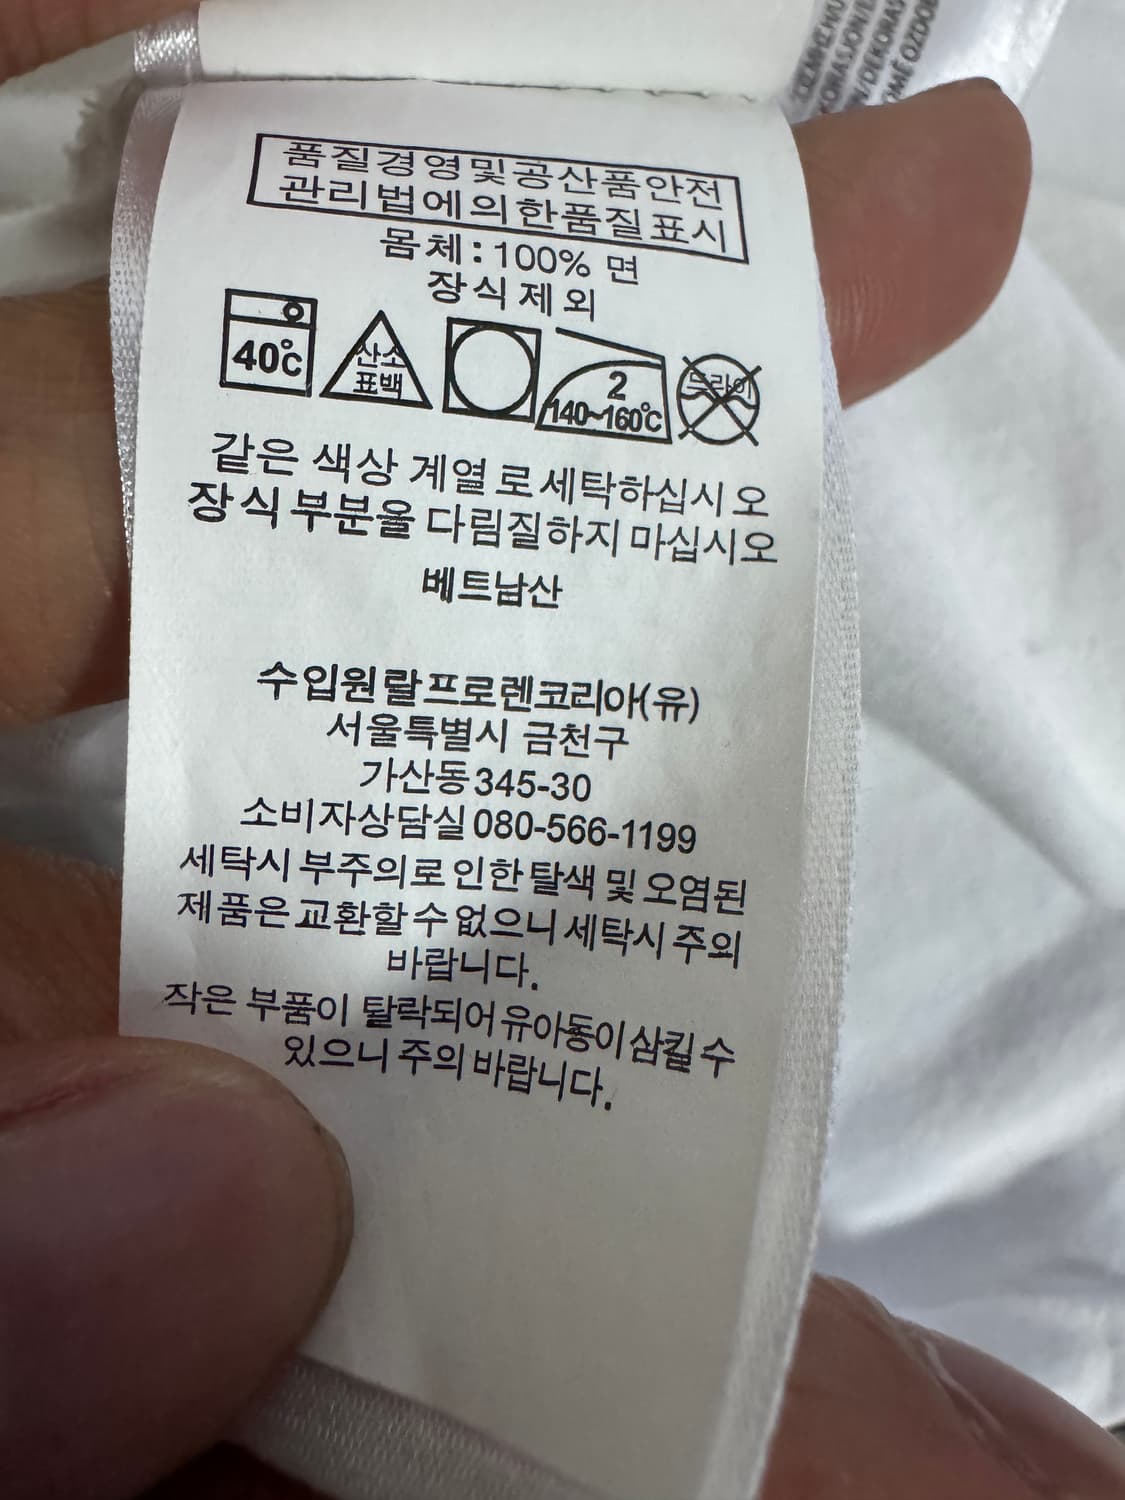 품질경영및공산품안전
관리법에의한품질표시
몸체:100% 면
장식제외
40℃
산소
표백
2
140~160℃
드라이
같은 색상 계열로 세탁하십시오
장식 부분을 다림질하지 마십시오
베트남산
수입원랄프로렌코리아(유)
서울특별시 금천구
가산동345-30
소비자상담실080-566-1199
세탁시 부주의로 인한 탈색 및 오염된
제품은 교환할 수 없으니 세탁시 주의
바랍니다.
작은 부품이 탈락되어 유아동이 삼킬 수
있으니 주의 바랍니다.